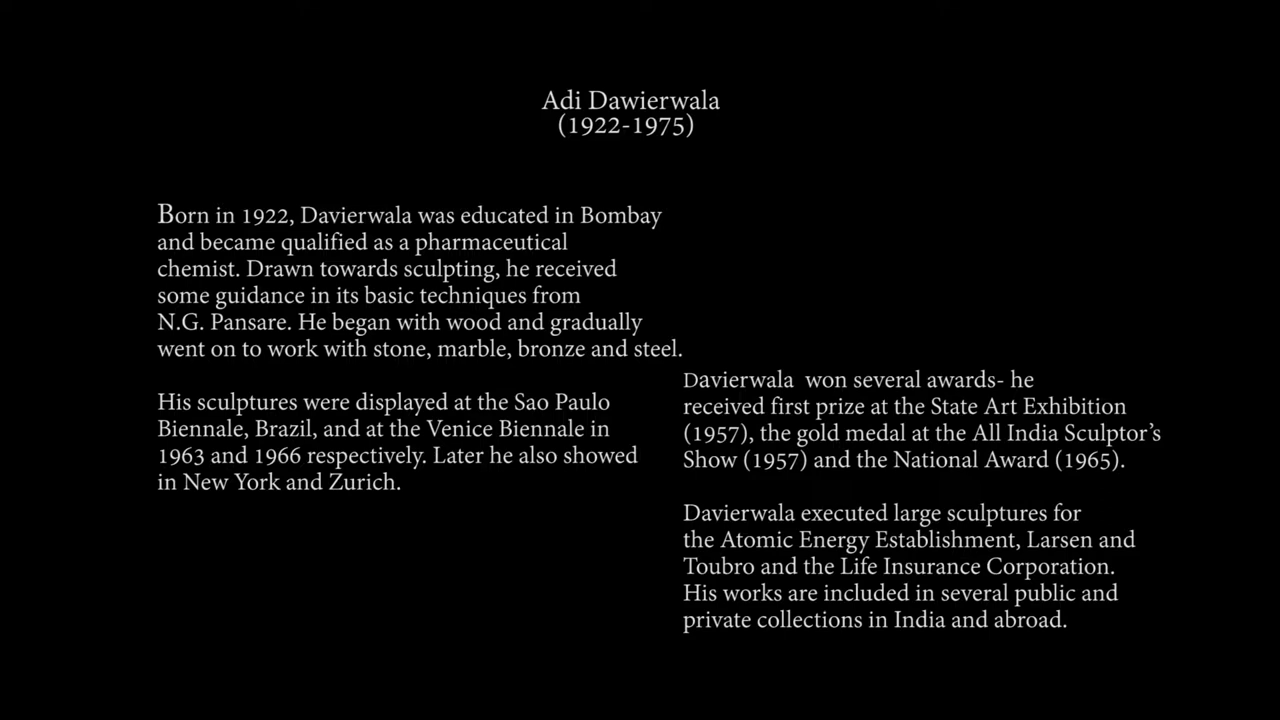 Adi Dawierwala
(1922-1975)
Born in 1922, Davierwala was educated in Bombay
and became qualified as a pharmaceutical
chemist. Drawn towards sculpting, he received
some guidance in its basic techniques from
N.G. Pansare. He began with wood and gradually
went on to work with stone, marble, bronze and steel.
His sculptures were displayed at the Sao Paulo
Biennale, Brazil, and at the Venice Biennale in
1963 and 1966 respectively. Later he also showed
in New York and Zurich.
Davierwala  won several awards- he
received first prize at the State Art Exhibition
(1957), the gold medal at the All India Sculptor’s
Show (1957) and the National Award (1965).
Davierwala executed large sculptures for
the Atomic Energy Establishment, Larsen and
Toubro and the Life Insurance Corporation.
His works are included in several public and
private collections in India and abroad.